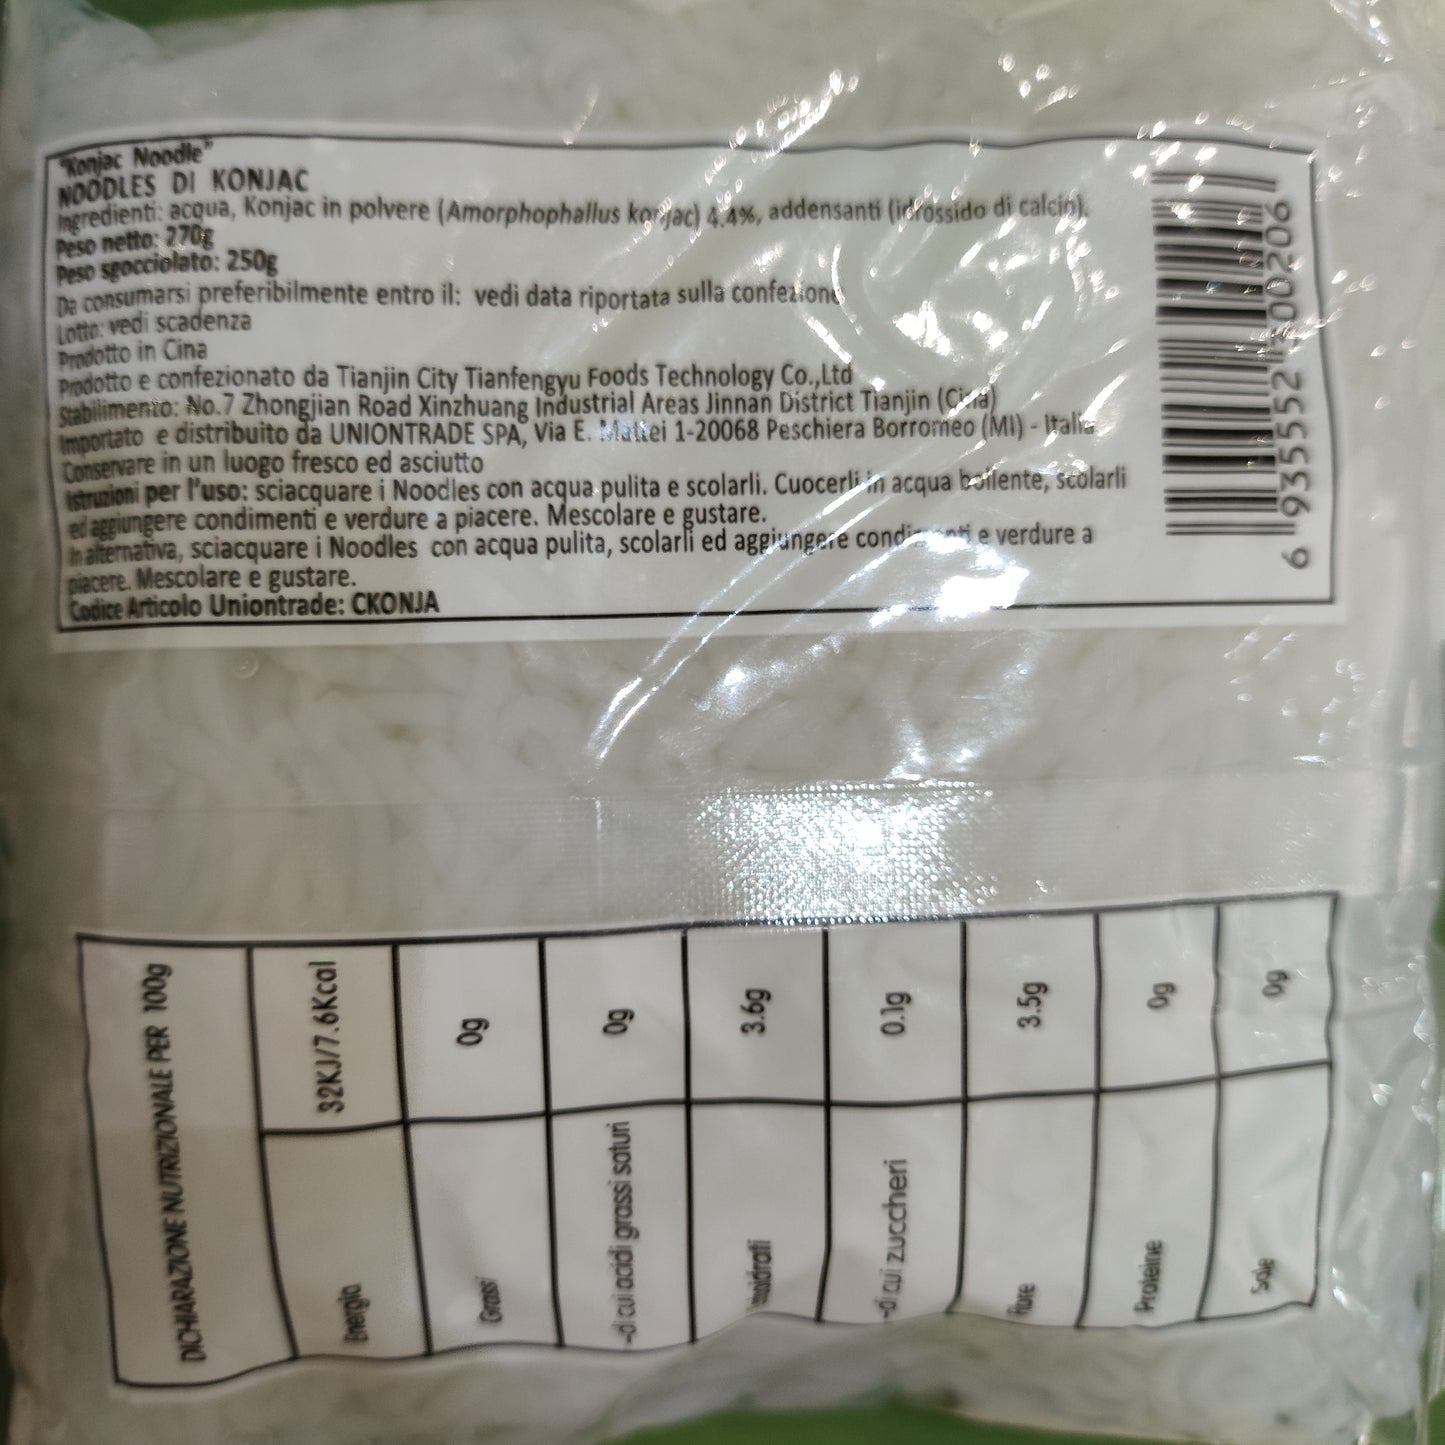 "Konjac Noodle"
NOODLES DI KONJAC
Ingredienti: acqua, Konjac in polvere (Amorphophallus konjac) 4.4%, addensanti (idrossido di calcio).
Peso netto: 270g
Peso sgocciolato: 250g
Da consumarsi preferibilmente entro il: vedi data riportata sulla confezione
Lotto: vedi scadenza
Prodotto in Cina
Prodotto e confezionato da Tianjin City Tianfengyu Foods Technology Co.,Ltd
Stabilimento: No.7 Zhongjian Road Xinzhuang Industrial Areas Jinnan District Tianjin (Cina)
Importato e distribuito da UNIONTRADE SPA, Via E. Mattei 1-20068 Peschiera Borromeo (MI) - Italia
Conservare in un luogo fresco ed asciutto
Istruzioni per l'uso: sciacquare i Noodles con acqua pulita e scolarli. Cuocerli in acqua bollente, scolarli
ed aggiungere condimenti e verdure a piacere. Mescolare e gustare.
In alternativa, sciacquare i Noodles con acqua pulita, scolarli ed aggiungere condimenti e verdure a
piacere. Mescolare e gustare.
Codice Articolo Uniontrade: CKONJA
6 935552 300206
DICHIARAZIONE NUTRIZIONALE PER 100g
Energia 32KJ/7.6Kcal
Grassi 0g
-di cui acidi grassi saturi 0g
3.6g
-di cui zuccheri 0.1g
3.5g
Proteine 0g
Sale 0g